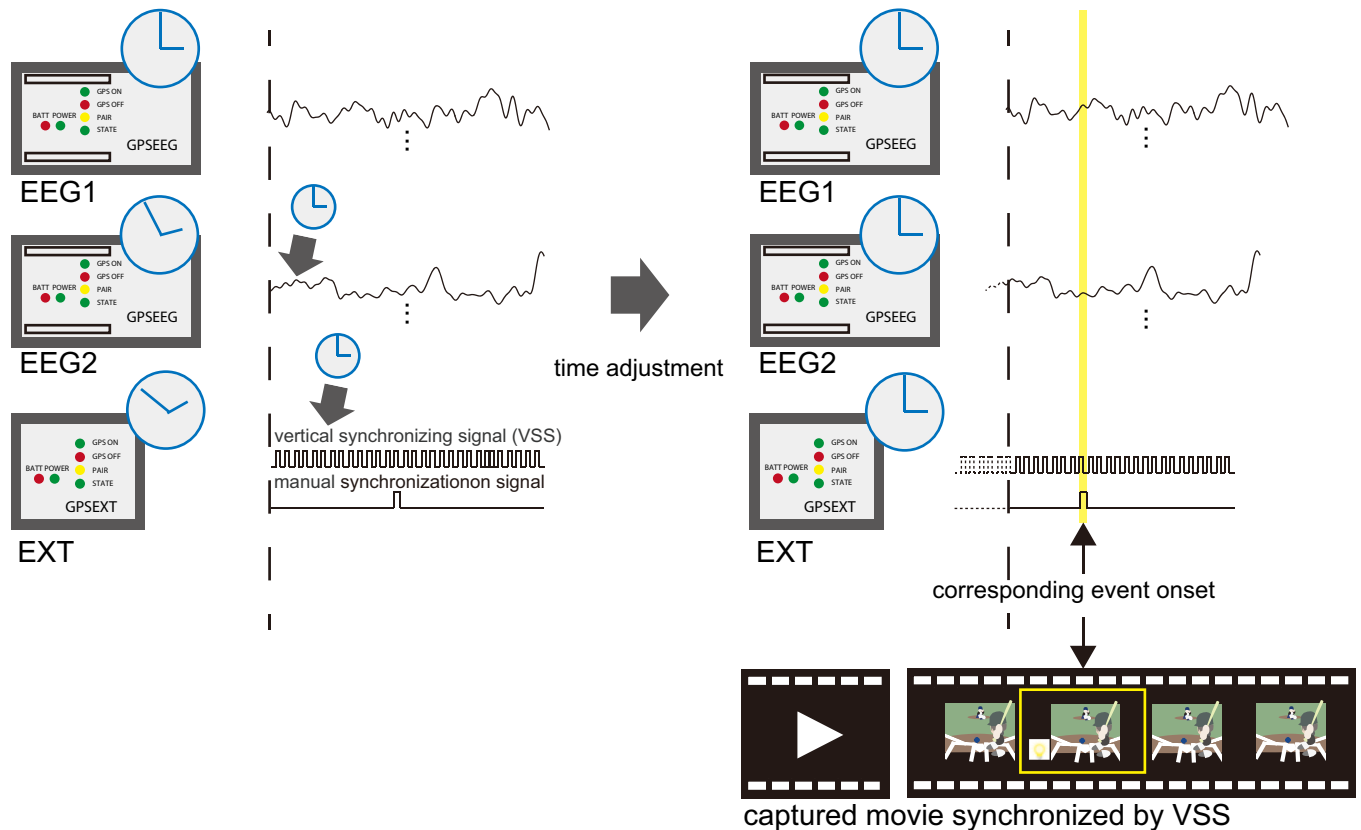 GPS ON
GPS OFF
BATT POWER
PAIR
STATE
GPSEEG
EEG1
GPS ON
GPS OFF
BATT POWER
PAIR
STATE
GPSEEG
EEG2
GPS ON
GPS OFF
BATT POWER
PAIR
STATE
GPSEXT
EXT
vertical synchronizing signal (VSS)
manual synchronizationon signal
time adjustment
GPS ON
GPS OFF
BATT POWER
PAIR
STATE
GPSEEG
EEG1
GPS ON
GPS OFF
BATT POWER
PAIR
STATE
GPSEEG
EEG2
GPS ON
GPS OFF
BATT POWER
PAIR
STATE
GPSEXT
EXT
corresponding event onset
captured movie synchronized by VSS